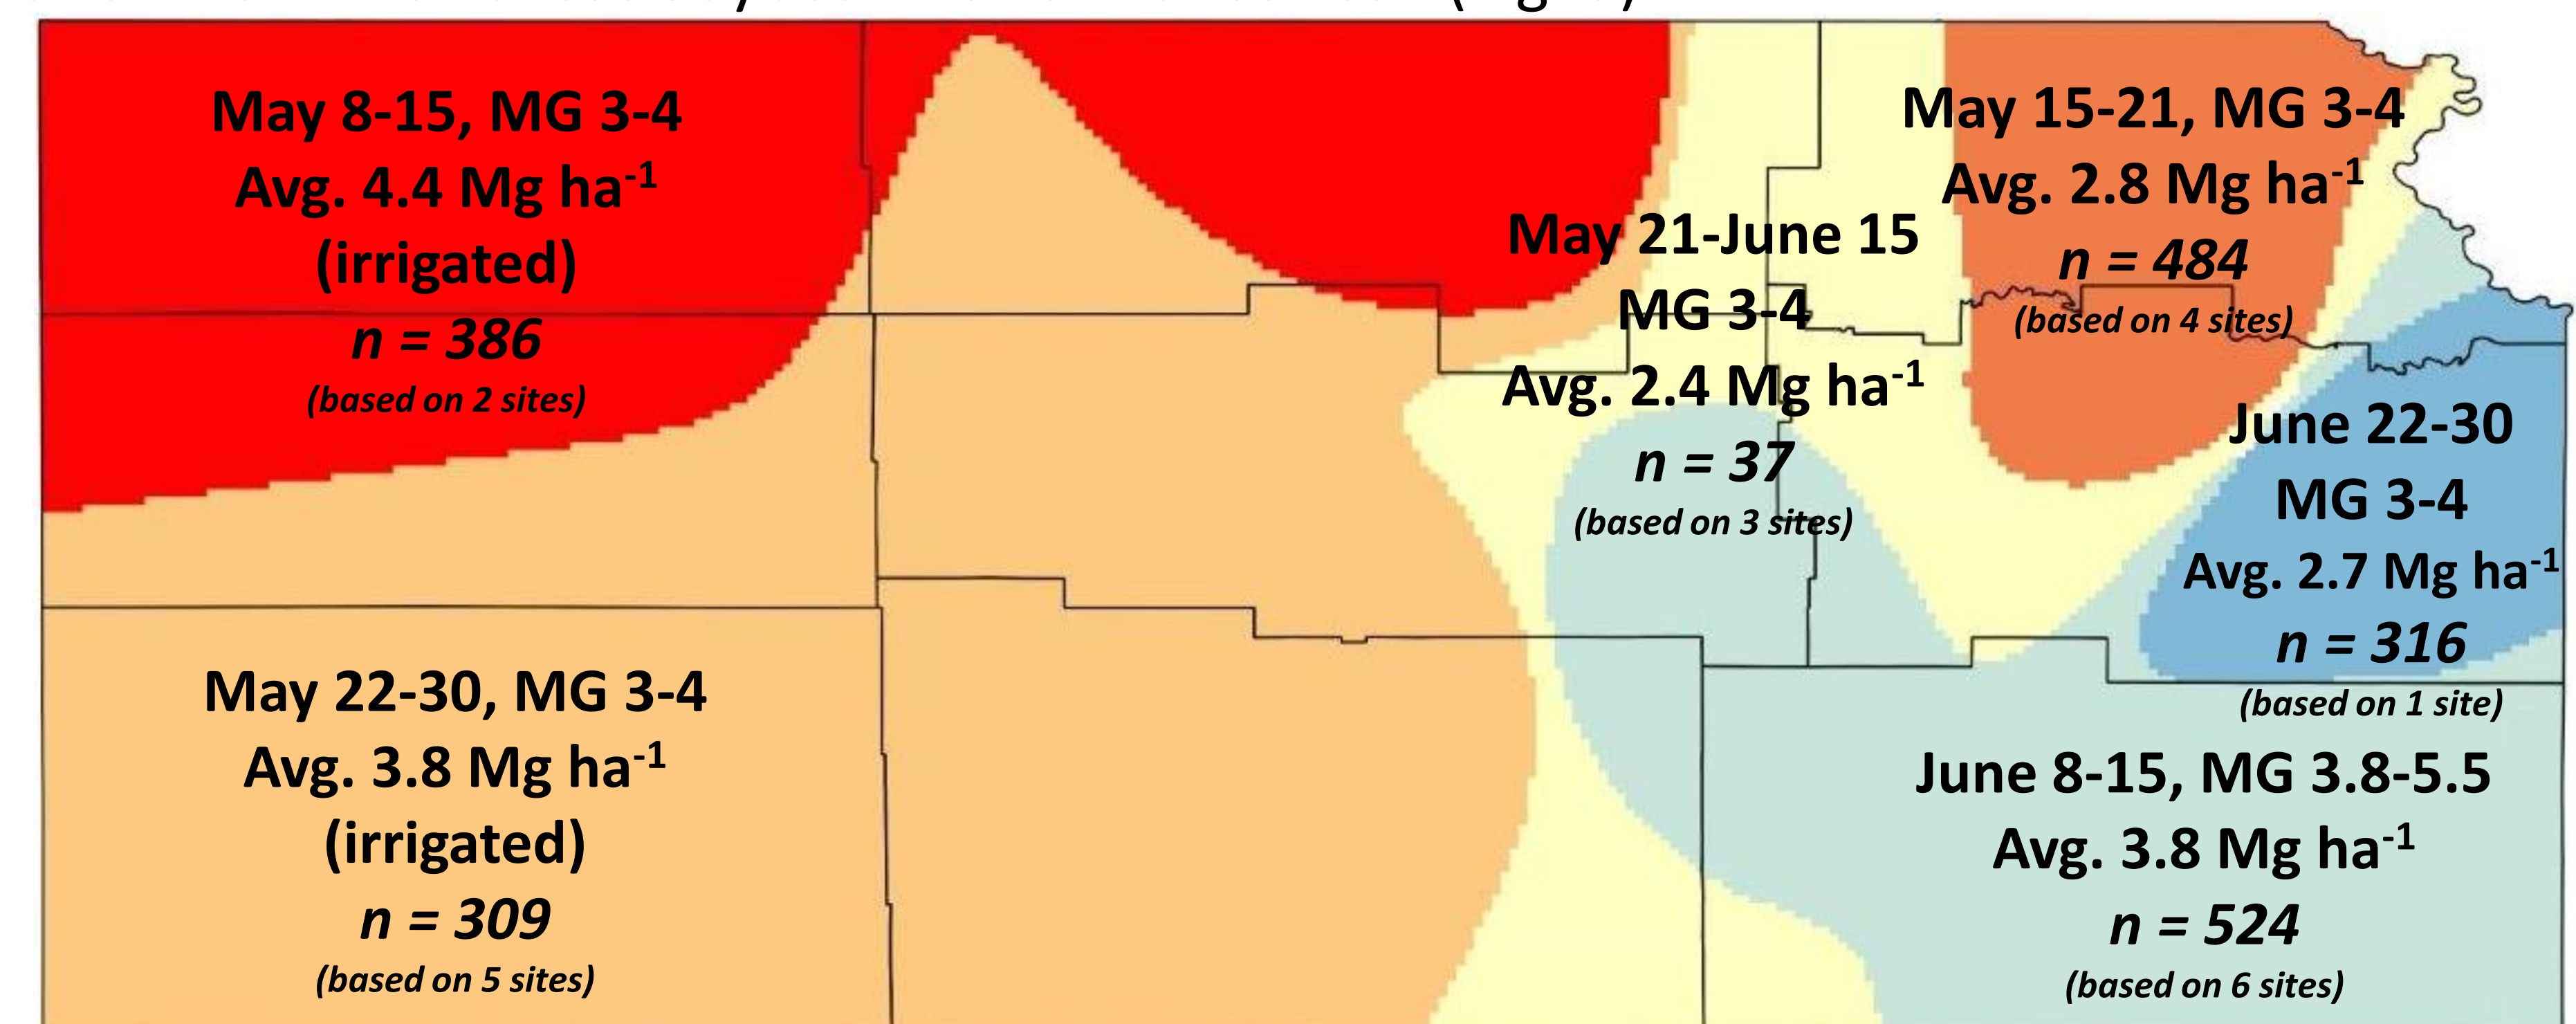 May 8-15, MG 3-4
Avg. 4.4 Mg ha-1
(irrigated)
n = 386
(based on 2 sites)
May 15-21, MG 3-4
Avg. 2.8 Mg ha-1
n = 484
(based on 4 sites)
May 21-June 15
MG 3-4
Avg. 2.4 Mg ha-1
n = 37
(based on 3 sites)
June 22-30
MG 3-4
Avg. 2.7 Mg ha-1
n = 316
(based on 1 site)
May 22-30, MG 3-4
Avg. 3.8 Mg ha-1
(irrigated)
n = 309
(based on 5 sites)
June 8-15, MG 3.8-5.5
Avg. 3.8 Mg ha-1
n = 524
(based on 6 sites)